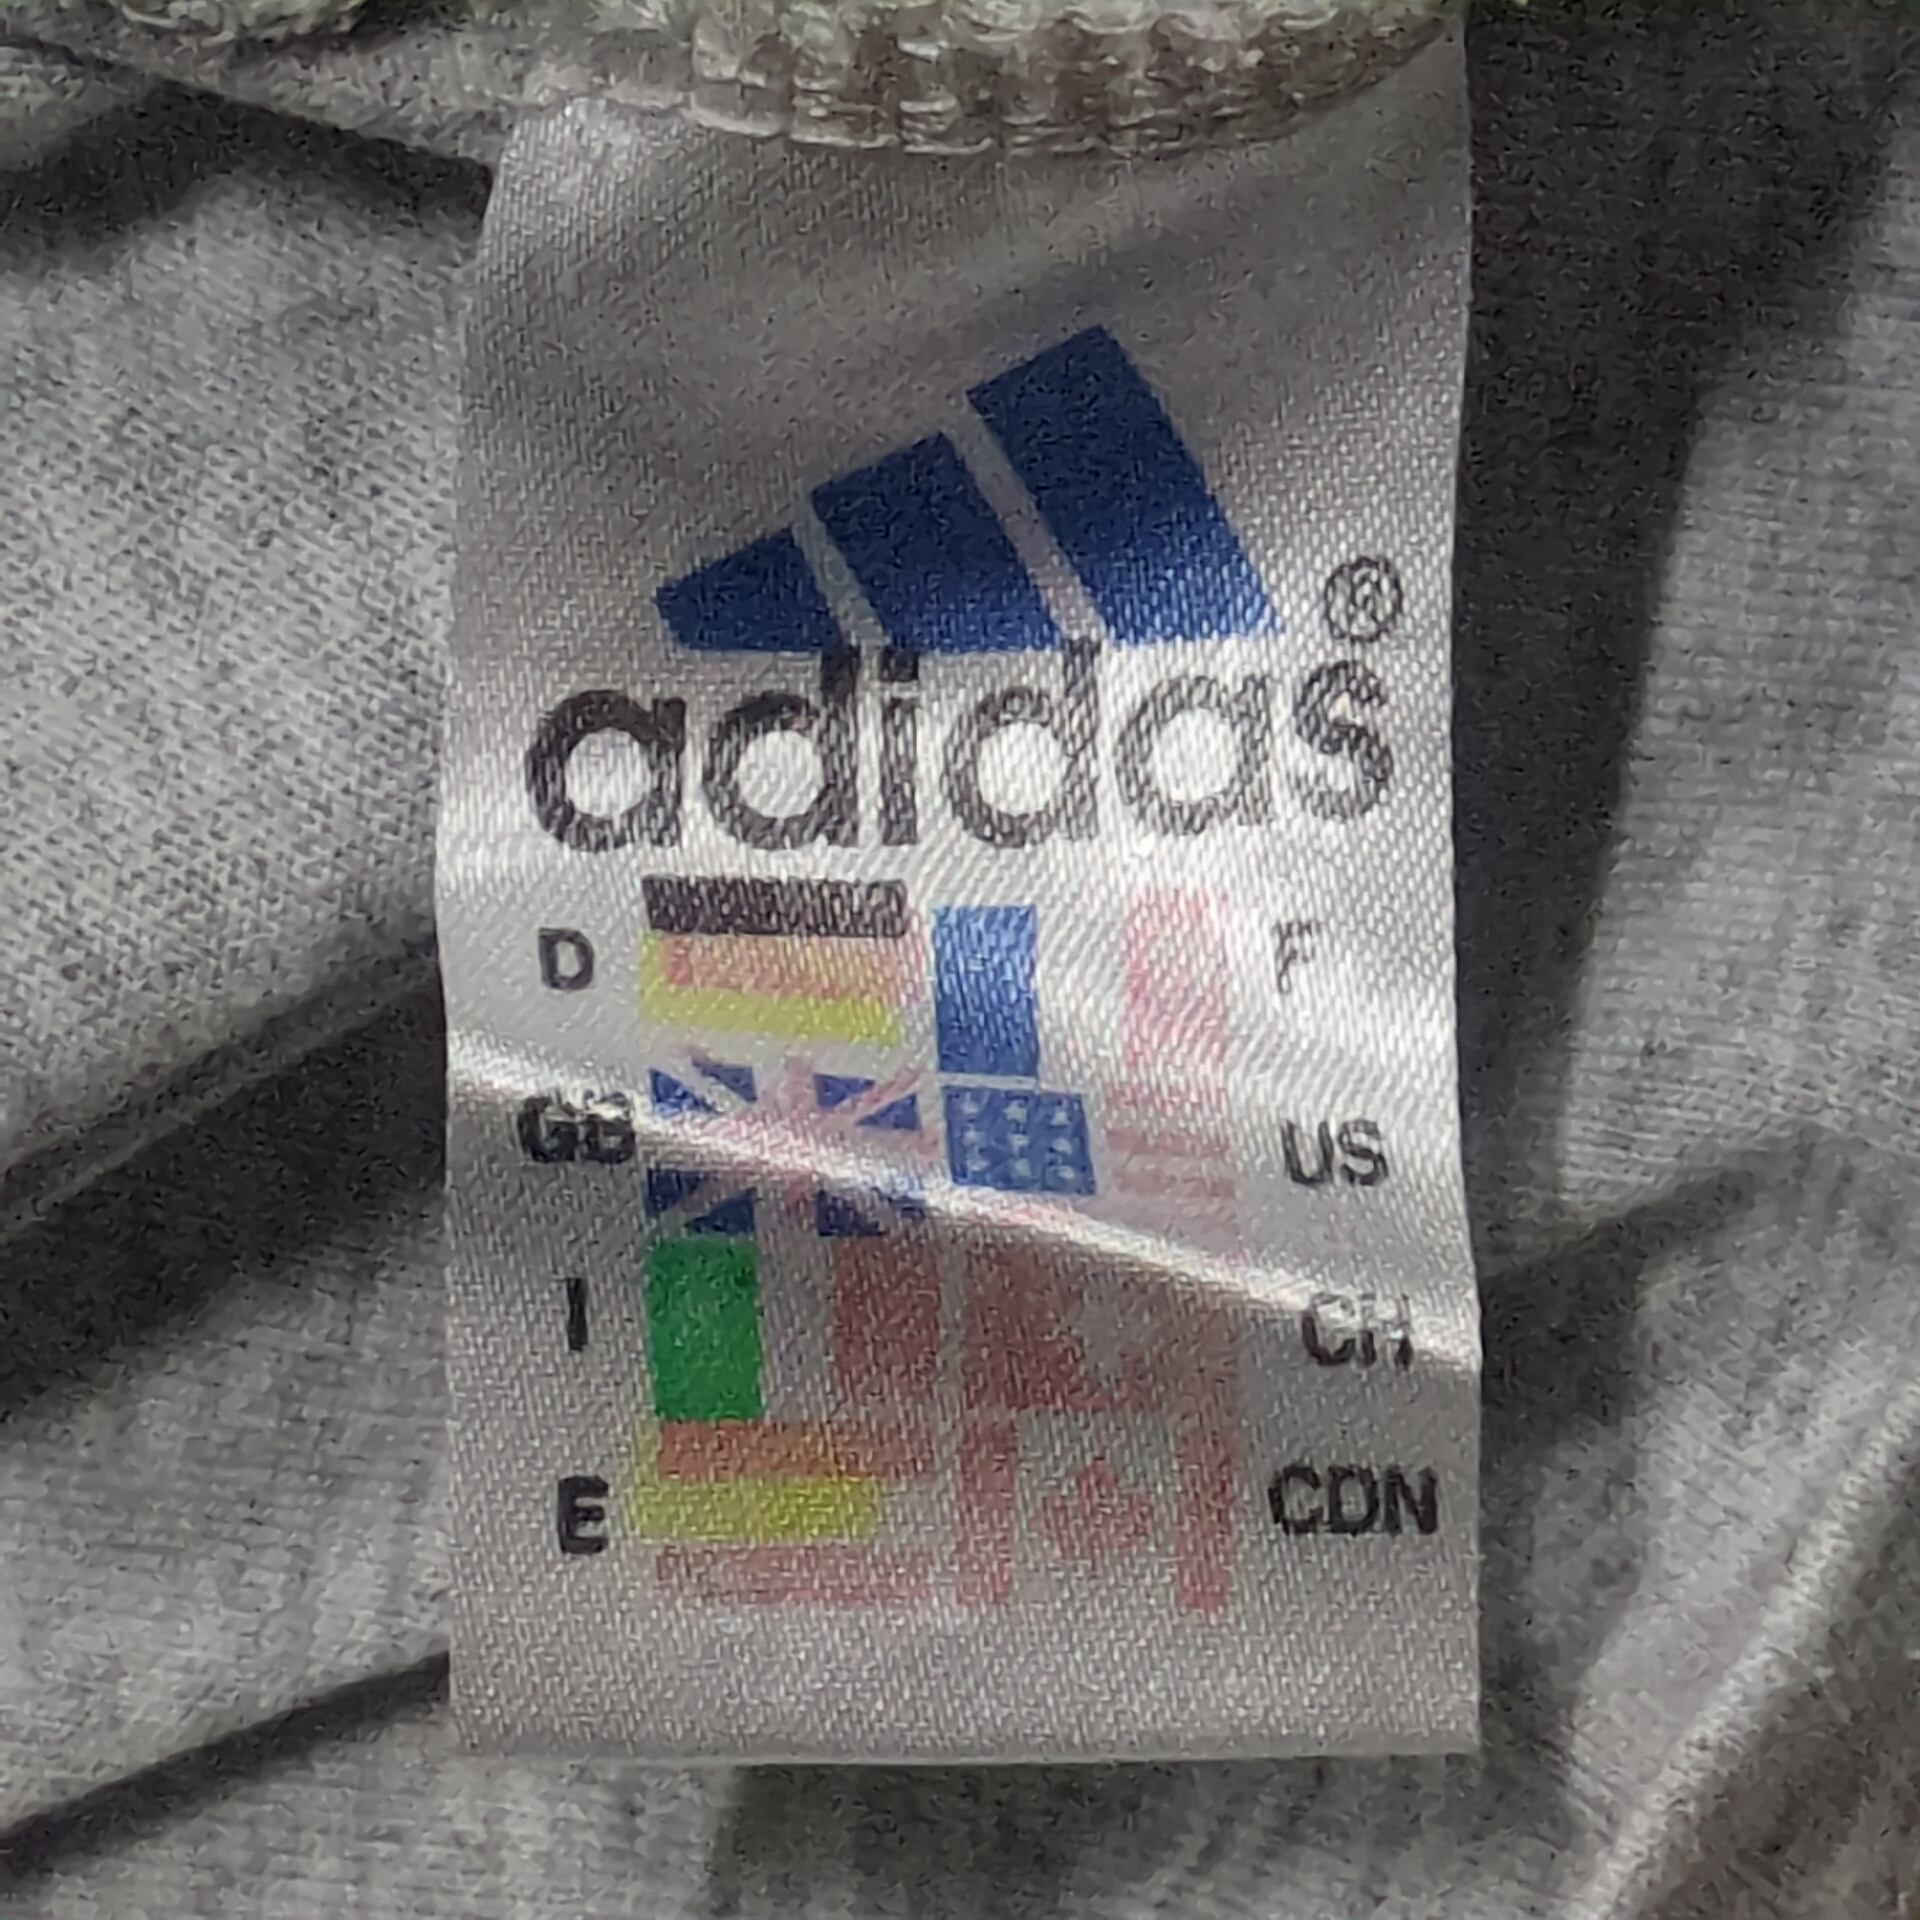 ®
adidas
D F
GB US
I CH
E CDN